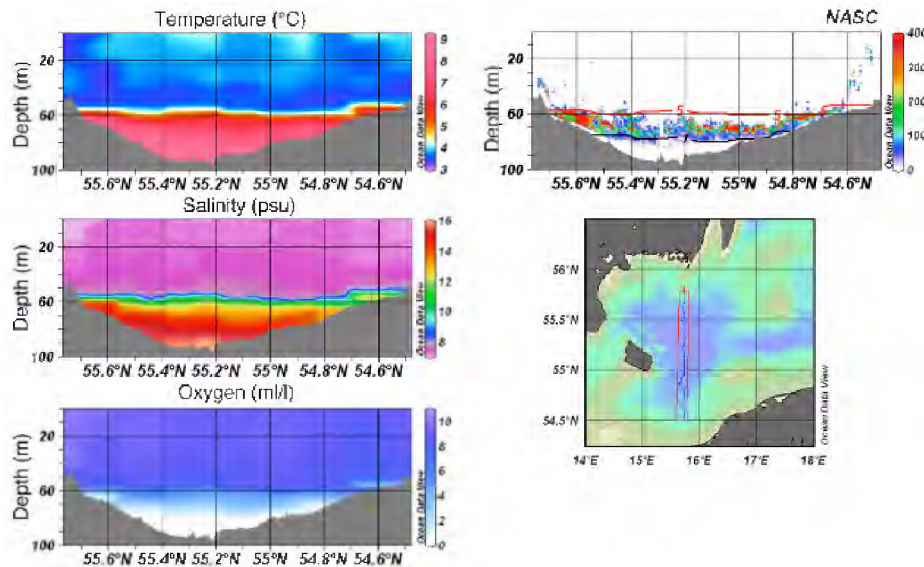 Temperature (°C)
Depth (m)
20
60
100
55.6°N 55.4°N 55.2°N 55°N 54.8°N 54.6°N
9
8
7
6
5
4
3
Ocean Data View
NASC
Depth (m)
20
60
100
5
5
5
55.6°N 55.4°N 55.2°N 55°N 54.8°N 54.6°N
400
300
200
100
0
Ocean Data View
Salinity (psu)
Depth (m)
20
60
100
55.6°N 55.4°N 55.2°N 55°N 54.8°N 54.6°N
16
14
12
10
8
Ocean Data View
56°N
55.5°N
55°N
54.5°N
14°E 15°E 16°E 17°E 18°E
Ocean Data View
Oxygen (ml/l)
Depth (m)
20
60
100
55.6°N 55.4°N 55.2°N 55°N 54.8°N 54.6°N
10
8
6
4
2
0
Ocean Data View